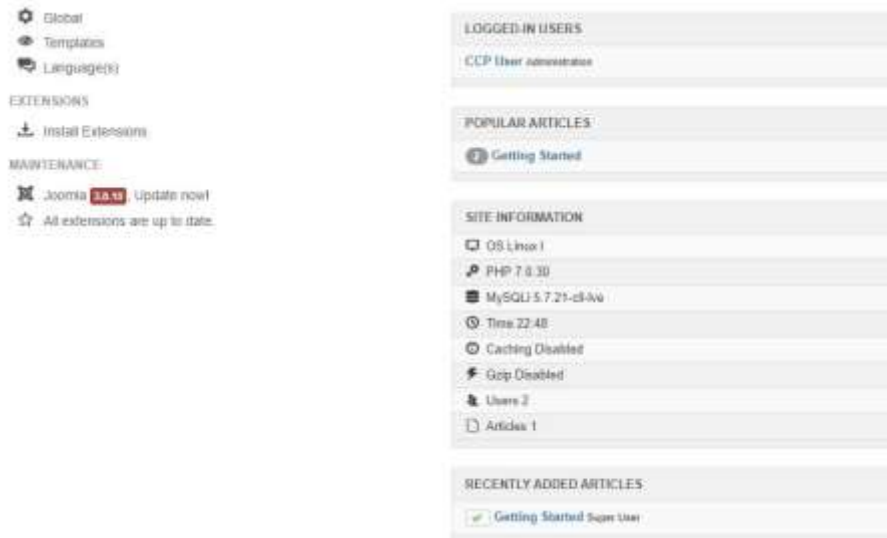 Global
Templates
Language(s)
EXTENSIONS
Install Extensions
MAINTENANCE
Joomla Update now!
All extensions are up to date.
LOGGED-IN USERS
CCP User Administration
POPULAR ARTICLES
Getting Started
SITE INFORMATION
OS Linux l
PHP 7.0.30
MySQLi 5.7.21-cll-lve
Time 22:48
Caching Disabled
Gzip Disabled
Users 2
Articles 1
RECENTLY ADDED ARTICLES
Getting Started Super User